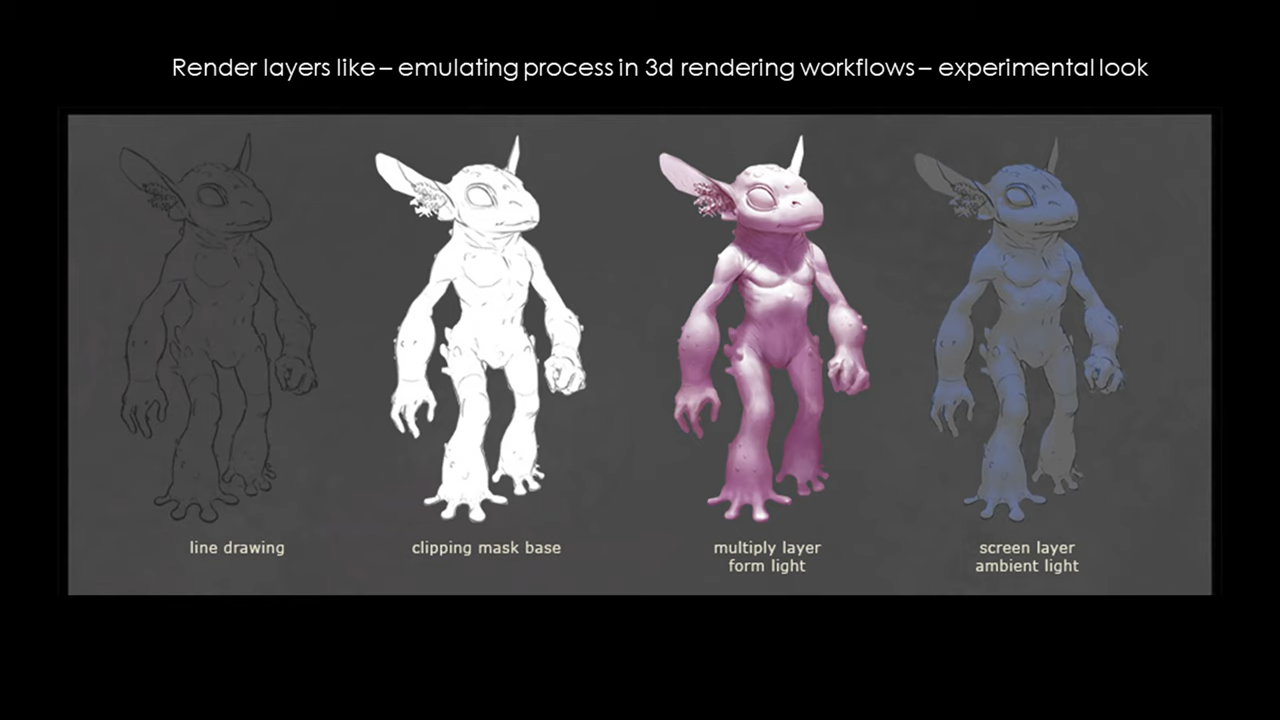 Render layers like – emulating process in 3d rendering workflows – experimental look
line drawing
clipping mask base
multiply layer
form light
screen layer
ambient light